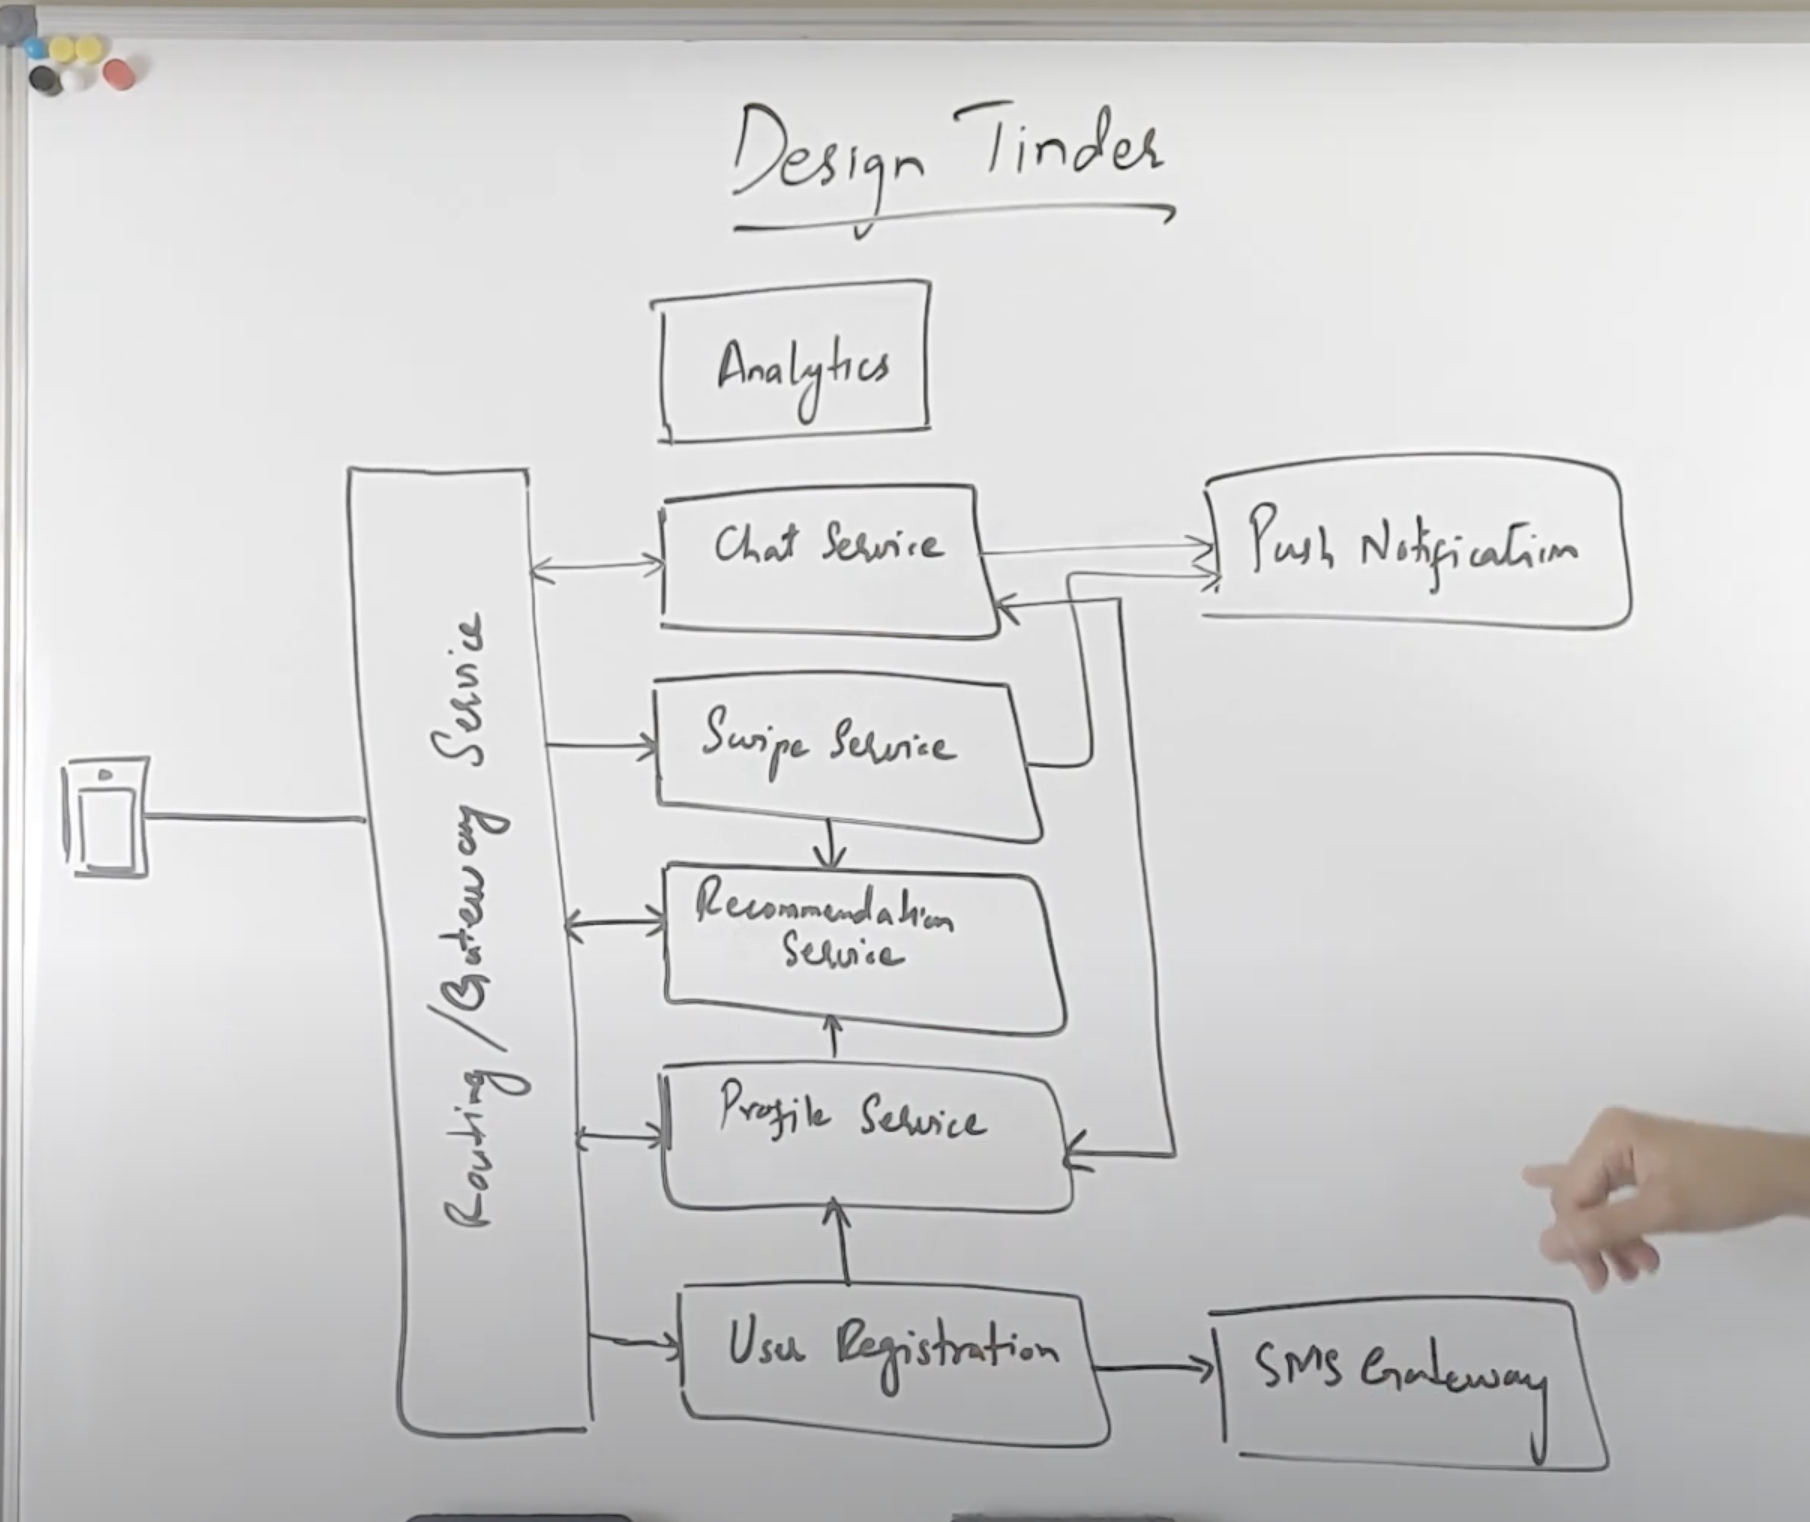 Design Tinder
Analytics
Chat Service
Push Notification
Swipe Service
Routing/Gateway Service
Recommendation
Service
Profile Service
User Registration
SMS Gateway